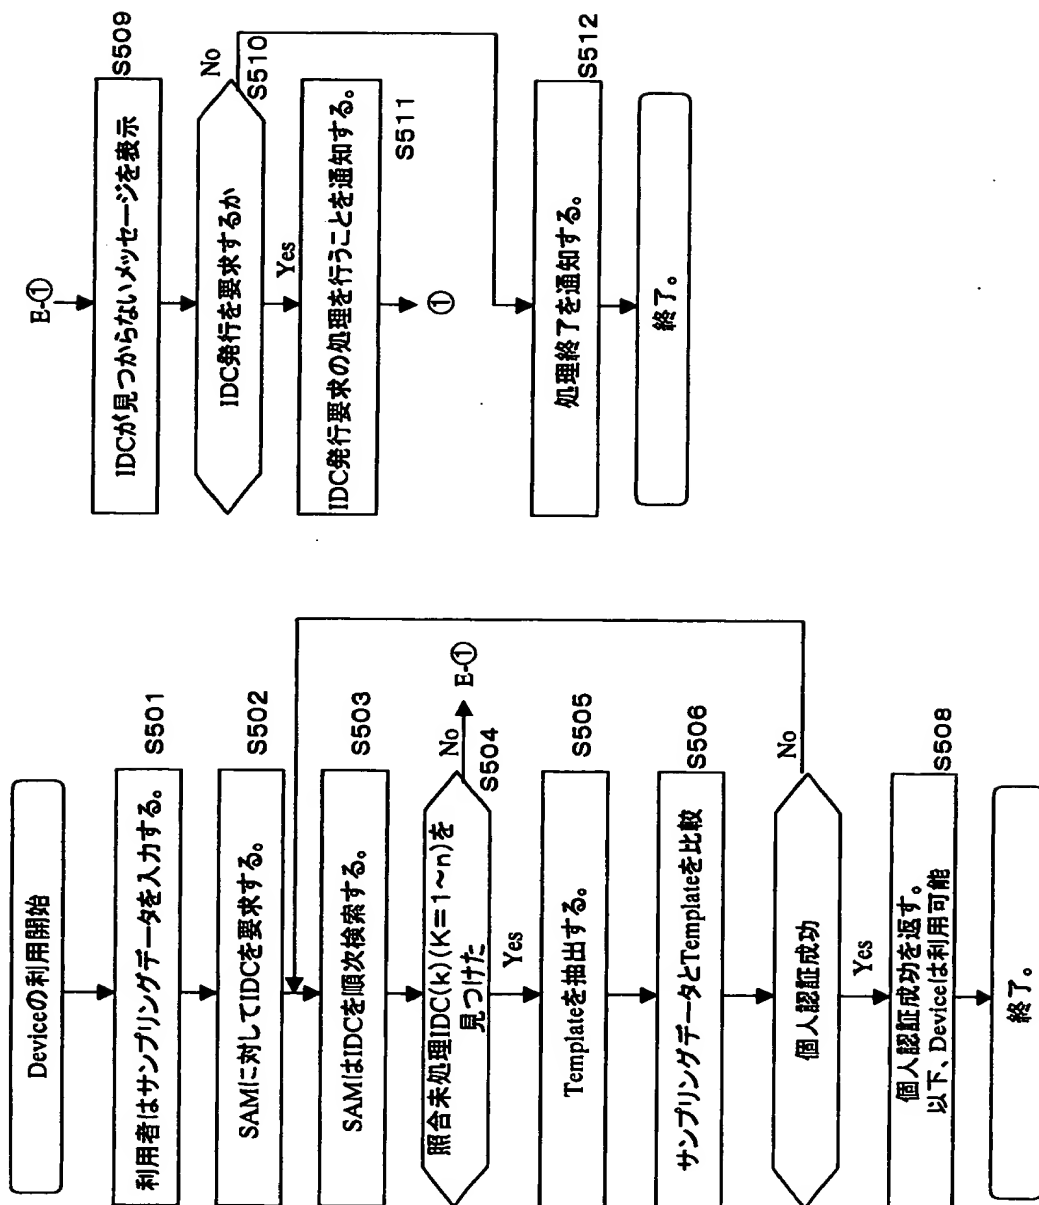 Deviceの利用開始
利用者はサンプリングデータを入力する。
S501
SAMに対してIDCを要求する。
S502
SAMはIDCを順次検索する。
S503
照合未処理IDC(k)(K=1~n)を
見つけた
No
S504
E-①
Yes
Templateを抽出する。
S505
サンプリングデータとTemplateを比較
S506
個人認証成功
No
Yes
個人認証成功を返す。
以下、Deviceは利用可能
S508
終了。
E-①
IDCが見つからないメッセージを表示
S509
IDC発行を要求するか
No
S510
Yes
IDC発行要求の処理を行うことを通知する。
S511
①
処理終了を通知する。
S512
終了。